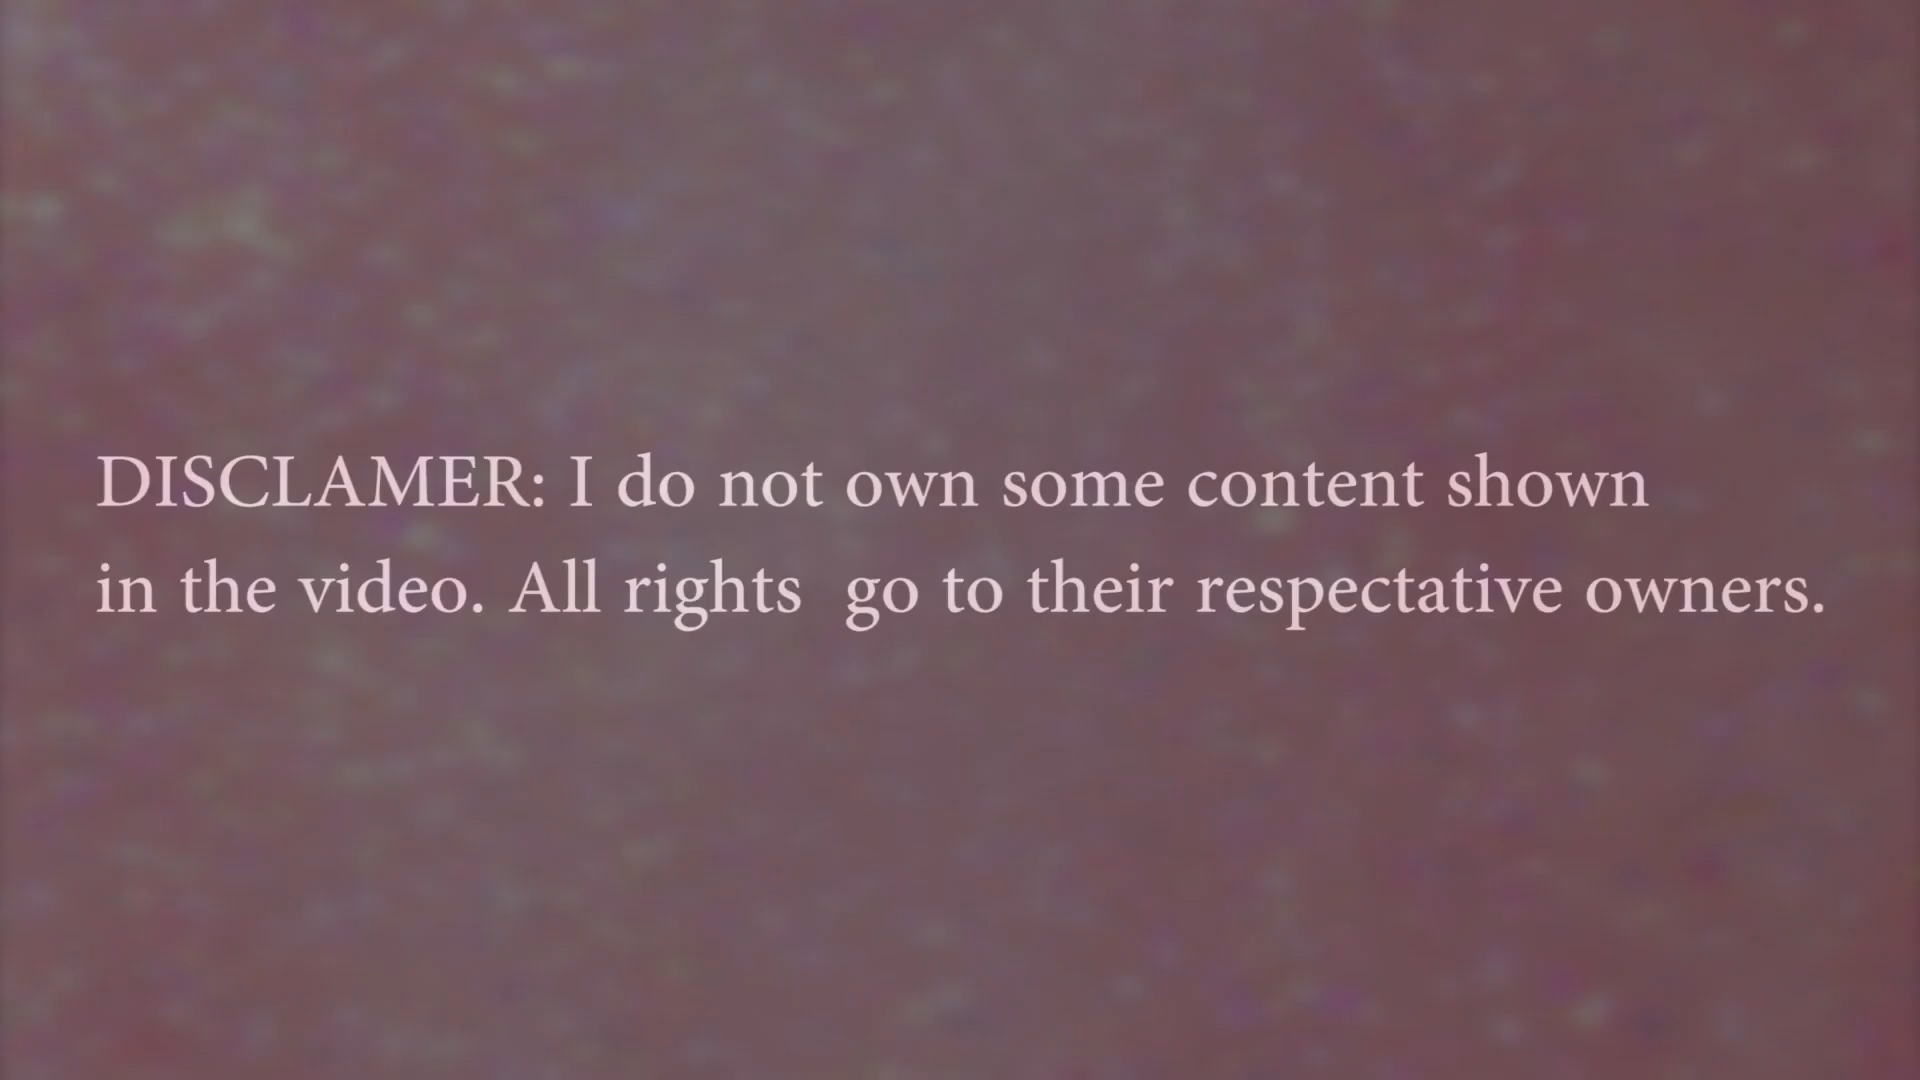 DISCLAMER: I do not own some content shown
in the video. All rights  go to their respectative owners.